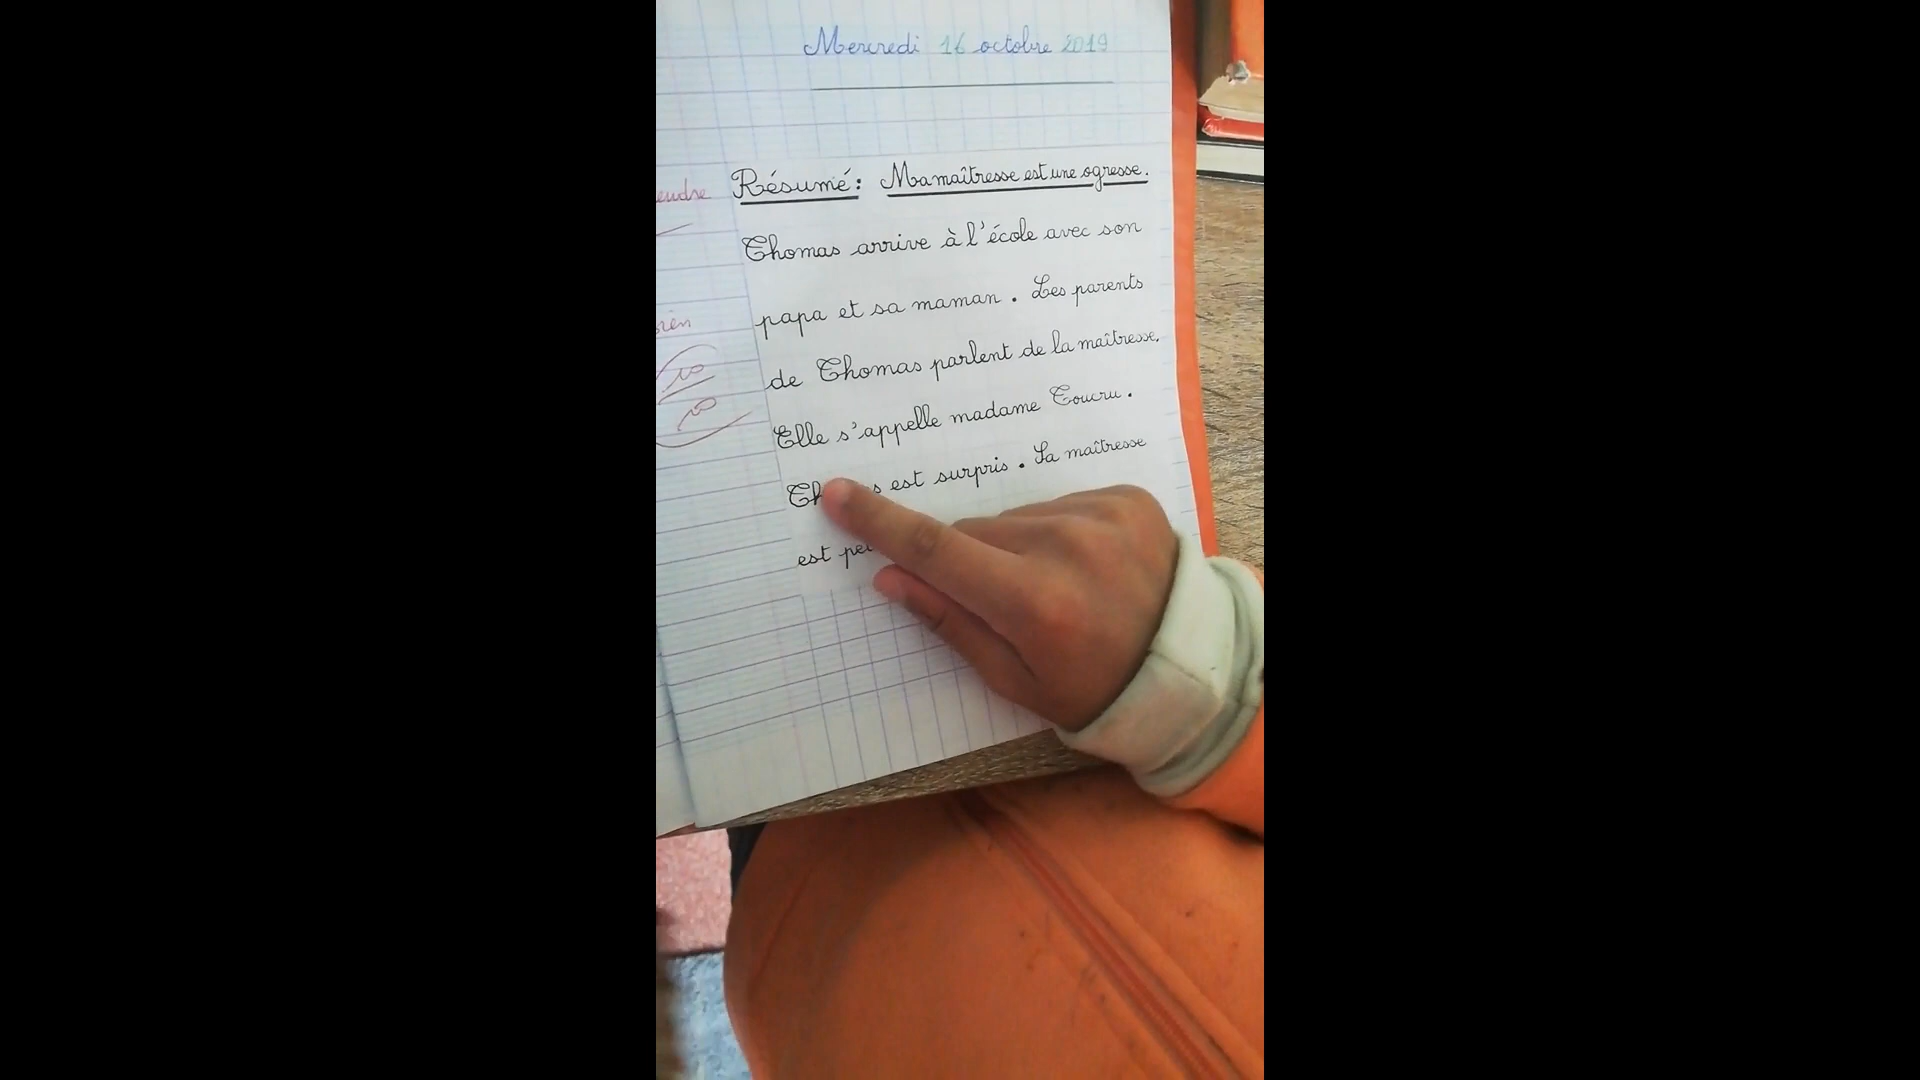 Mercredi 16 octobre 2019
Résumé : Ma maîtresse est une ogresse.
Thomas arrive à l'école avec son
papa et sa maman. Les parents
de Thomas parlent de la maîtresse.
Elle s'appelle madame Toucru.
est surpris. La maîtresse
est